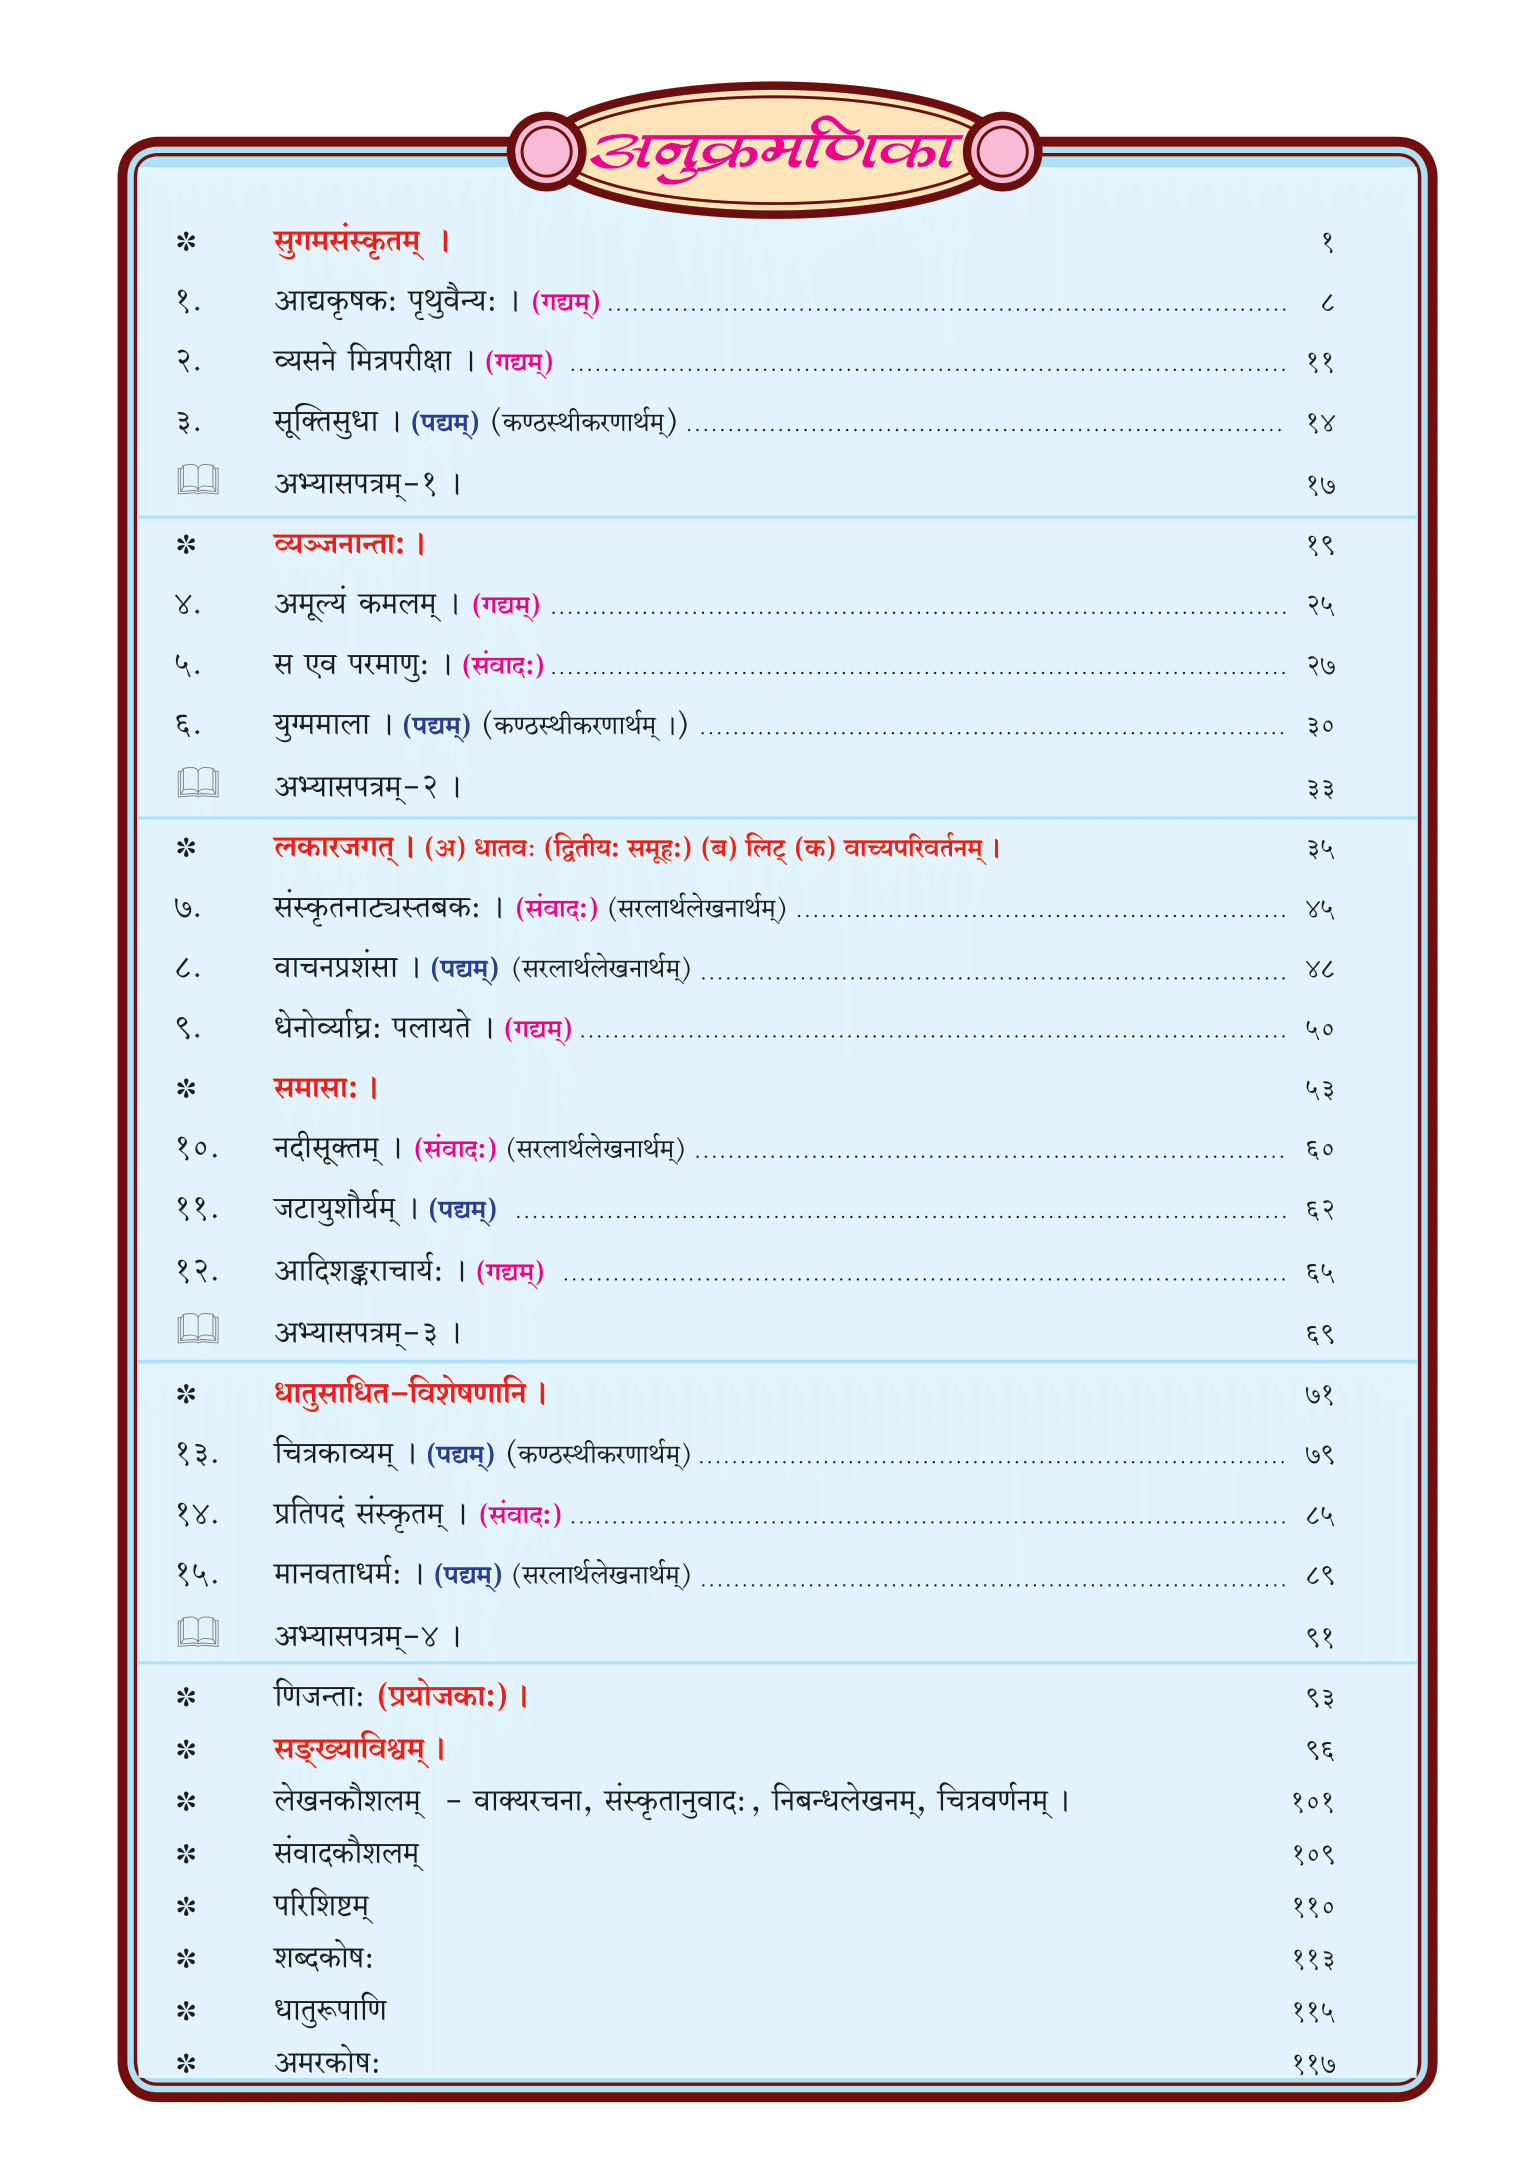 अनुक्रमणिका
✻ सुगमसंस्कृतम् । १
१. आद्यकृषकः पृथुवैन्यः । (गद्यम्) ........ ८
२. व्यसने मित्रपरीक्षा । (गद्यम्) ........ ११
३. सूक्तिसुधा । (पद्यम्) (कण्ठस्थीकरणार्थम्) ........ १४
अभ्यासपत्रम्-१ । १७
✻ व्यञ्जनान्ताः । १९
४. अमूल्यं कमलम् । (गद्यम्) ........ २५
५. स एव परमाणुः । (संवादः) ........ २७
६. युग्ममाला । (पद्यम्) (कण्ठस्थीकरणार्थम् ।) ........ ३०
अभ्यासपत्रम्-२ । ३३
✻ लकारजगत् । (अ) धातवः (द्वितीयः समूहः) (ब) लिट् (क) वाच्यपरिवर्तनम् । ३५
७. संस्कृतनाट्यस्तबकः । (संवादः) (सरलार्थलेखनार्थम्) ........ ४५
८. वाचनप्रशंसा । (पद्यम्) (सरलार्थलेखनार्थम्) ........ ४८
९. धेनोर्व्याघ्रः पलायते । (गद्यम्) ........ ५०
✻ समासाः । ५३
१०. नदीसूक्तम् । (संवादः) (सरलार्थलेखनार्थम्) ........ ६०
११. जटायुशौर्यम् । (पद्यम्) ........ ६२
१२. आदिशङ्कराचार्यः । (गद्यम्) ........ ६५
अभ्यासपत्रम्-३ । ६९
✻ धातुसाधित-विशेषणानि । ७१
१३. चित्रकाव्यम् । (पद्यम्) (कण्ठस्थीकरणार्थम्) ........ ७९
१४. प्रतिपदं संस्कृतम् । (संवादः) ........ ८५
१५. मानवताधर्मः । (पद्यम्) (सरलार्थलेखनार्थम्) ........ ८९
अभ्यासपत्रम्-४ । ९१
✻ णिजन्ताः (प्रयोजकाः) । ९३
✻ सङ्ख्याविश्वम् । ९६
✻ लेखनकौशलम् - वाक्यरचना, संस्कृतानुवादः, निबन्धलेखनम्, चित्रवर्णनम् । १०१
✻ संवादकौशलम् १०९
✻ परिशिष्टम् ११०
✻ शब्दकोषः ११३
✻ धातुरूपाणि ११५
✻ अमरकोषः ११७